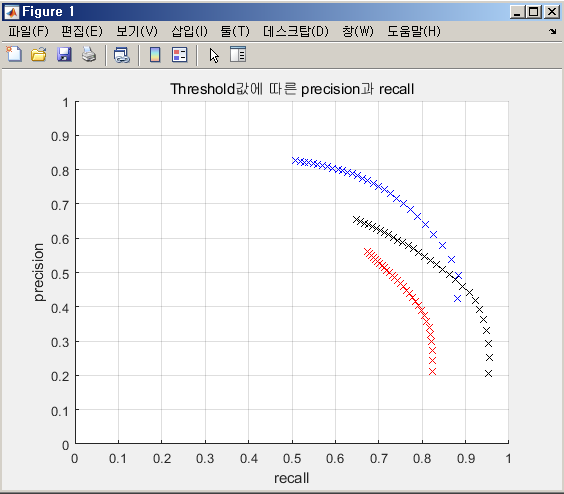 Figure 1
파일(F) 편집(E) 보기(V) 삽입(I) 툴(T) 데스크탑(D) 창(W) 도움말(H)
Threshold값에 따른 precision과 recall
1
0.9
0.8
0.7
0.6
0.5
0.4
0.3
0.2
0.1
0
precision
0 0.1 0.2 0.3 0.4 0.5 0.6 0.7 0.8 0.9 1
recall